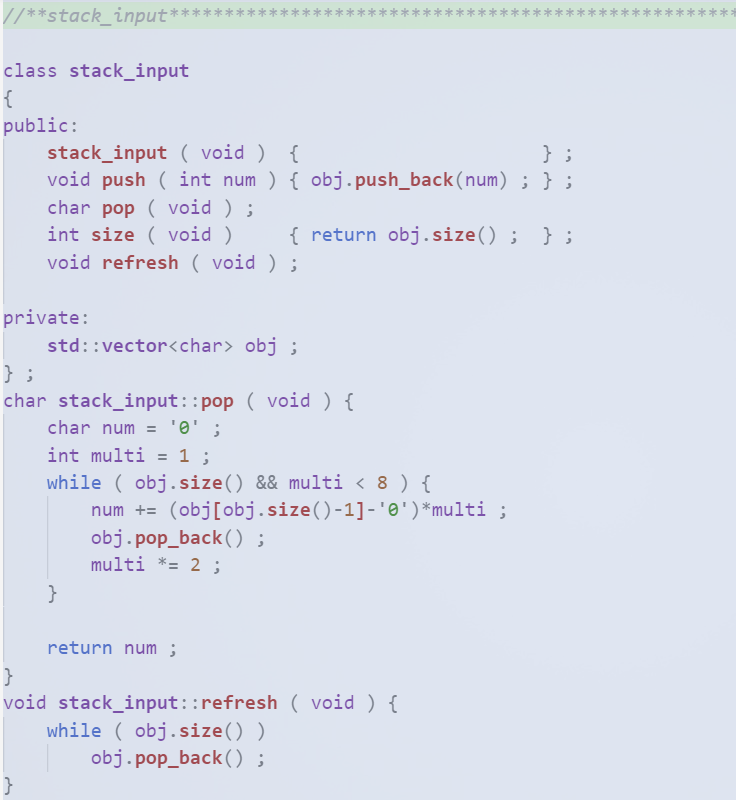 //**stack_input****************************************************
class stack_input
{
public:
    stack_input ( void )  {                      } ;
    void push ( int num ) { obj.push_back(num) ; } ;
    char pop ( void ) ;
    int size ( void )     { return obj.size() ;  } ;
    void refresh ( void ) ;
private:
    std::vector<char> obj ;
} ;
char stack_input::pop ( void ) {
    char num = '0' ;
    int multi = 1 ;
    while ( obj.size() && multi < 8 ) {
        num += (obj[obj.size()-1]-'0')*multi ;
        obj.pop_back() ;
        multi *= 2 ;
    }
    return num ;
}
void stack_input::refresh ( void ) {
    while ( obj.size() )
        obj.pop_back() ;
}